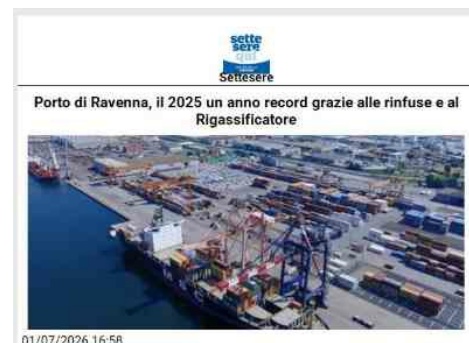 sette
sere
qui
Settesere
Porto di Ravenna, il 2025 un anno record grazie alle rinfuse e al
Rigassificatore
01/07/2026 16:58